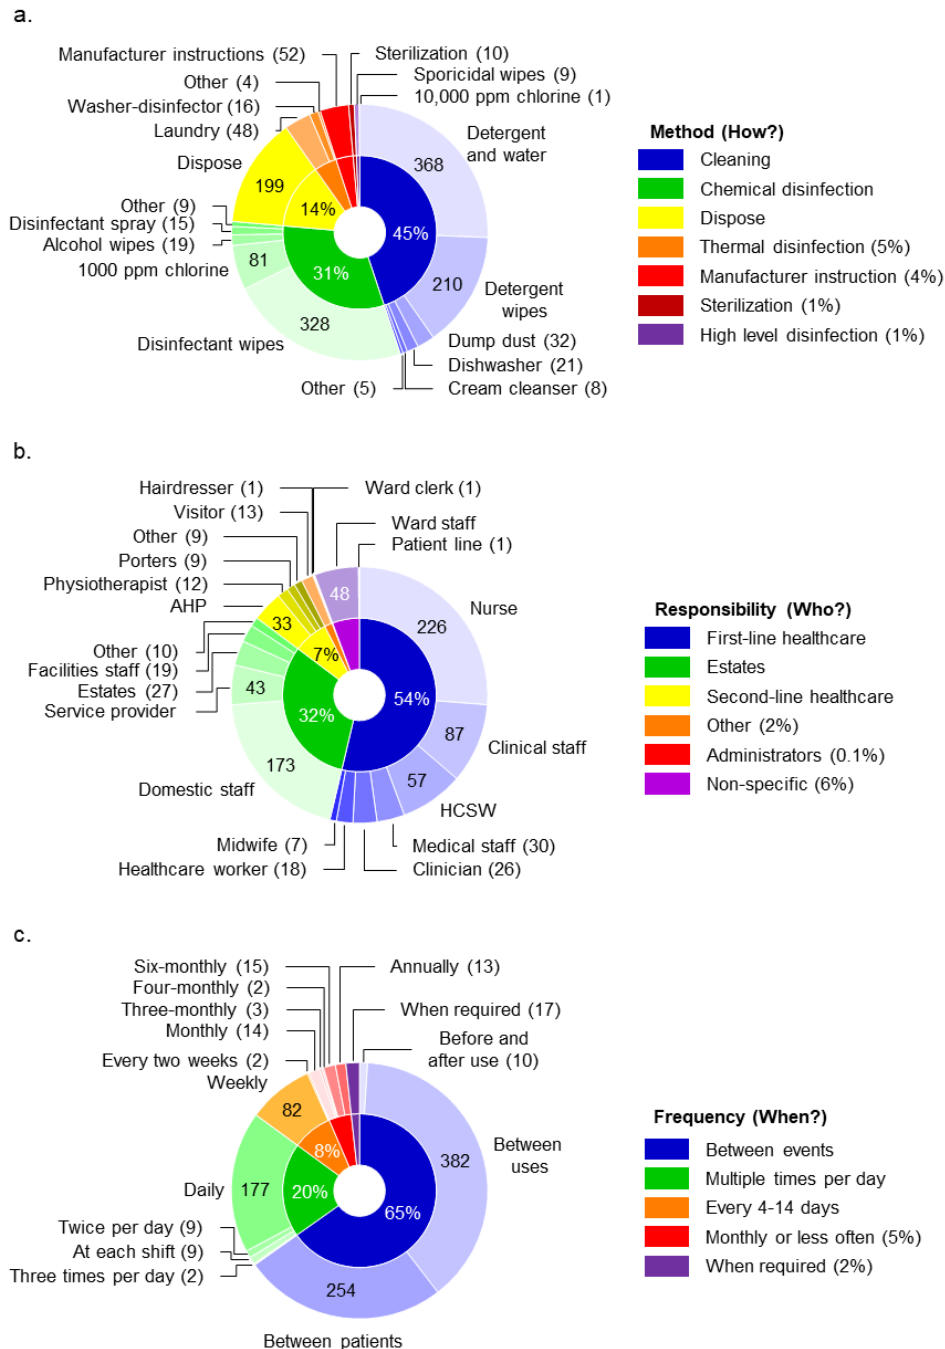 a.
Manufacturer instructions (52)
Sterilization (10)
Other (4)
Sporicidal wipes (9)
Washer-disinfector (16)
10,000 ppm chlorine (1)
Laundry (48)
Detergent
and water
Dispose
368
199
14%
45%
Other (9)
Disinfectant spray (15)
Alcohol wipes (19)
1000 ppm chlorine
81
31%
210
Detergent
wipes
328
Disinfectant wipes
Dump dust (32)
Dishwasher (21)
Other (5)
Cream cleanser (8)
Method (How?)
Cleaning
Chemical disinfection
Dispose
Thermal disinfection (5%)
Manufacturer instruction (4%)
Sterilization (1%)
High level disinfection (1%)
b.
Hairdresser (1)
Ward clerk (1)
Visitor (13)
Ward staff
Other (9)
Patient line (1)
Porters (9)
Physiotherapist (12)
48
AHP
Nurse
33
226
7%
Other (10)
Facilities staff (19)
Estates (27)
43
54%
Service provider
32%
87
Clinical staff
173
57
Domestic staff
HCSW
Midwife (7)
Medical staff (30)
Healthcare worker (18)
Clinician (26)
Responsibility (Who?)
First-line healthcare
Estates
Second-line healthcare
Other (2%)
Administrators (0.1%)
Non-specific (6%)
c.
Six-monthly (15)
Annually (13)
Four-monthly (2)
Three-monthly (3)
When required (17)
Monthly (14)
Before and
after use (10)
Every two weeks (2)
Weekly
82
8%
Between
uses
382
Daily
177
20%
65%
Twice per day (9)
At each shift (9)
Three times per day (2)
254
Between patients
Frequency (When?)
Between events
Multiple times per day
Every 4-14 days
Monthly or less often (5%)
When required (2%)